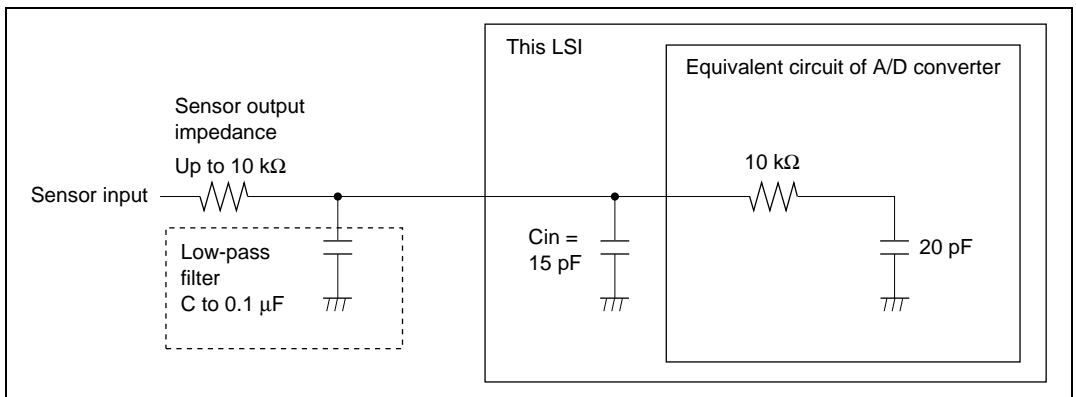 This LSI
Equivalent circuit of A/D converter
Sensor output
impedance
Up to 10 kΩ
10 kΩ
Sensor input
Low-pass
filter
C to 0.1 μF
Cin =
15 pF
20 pF